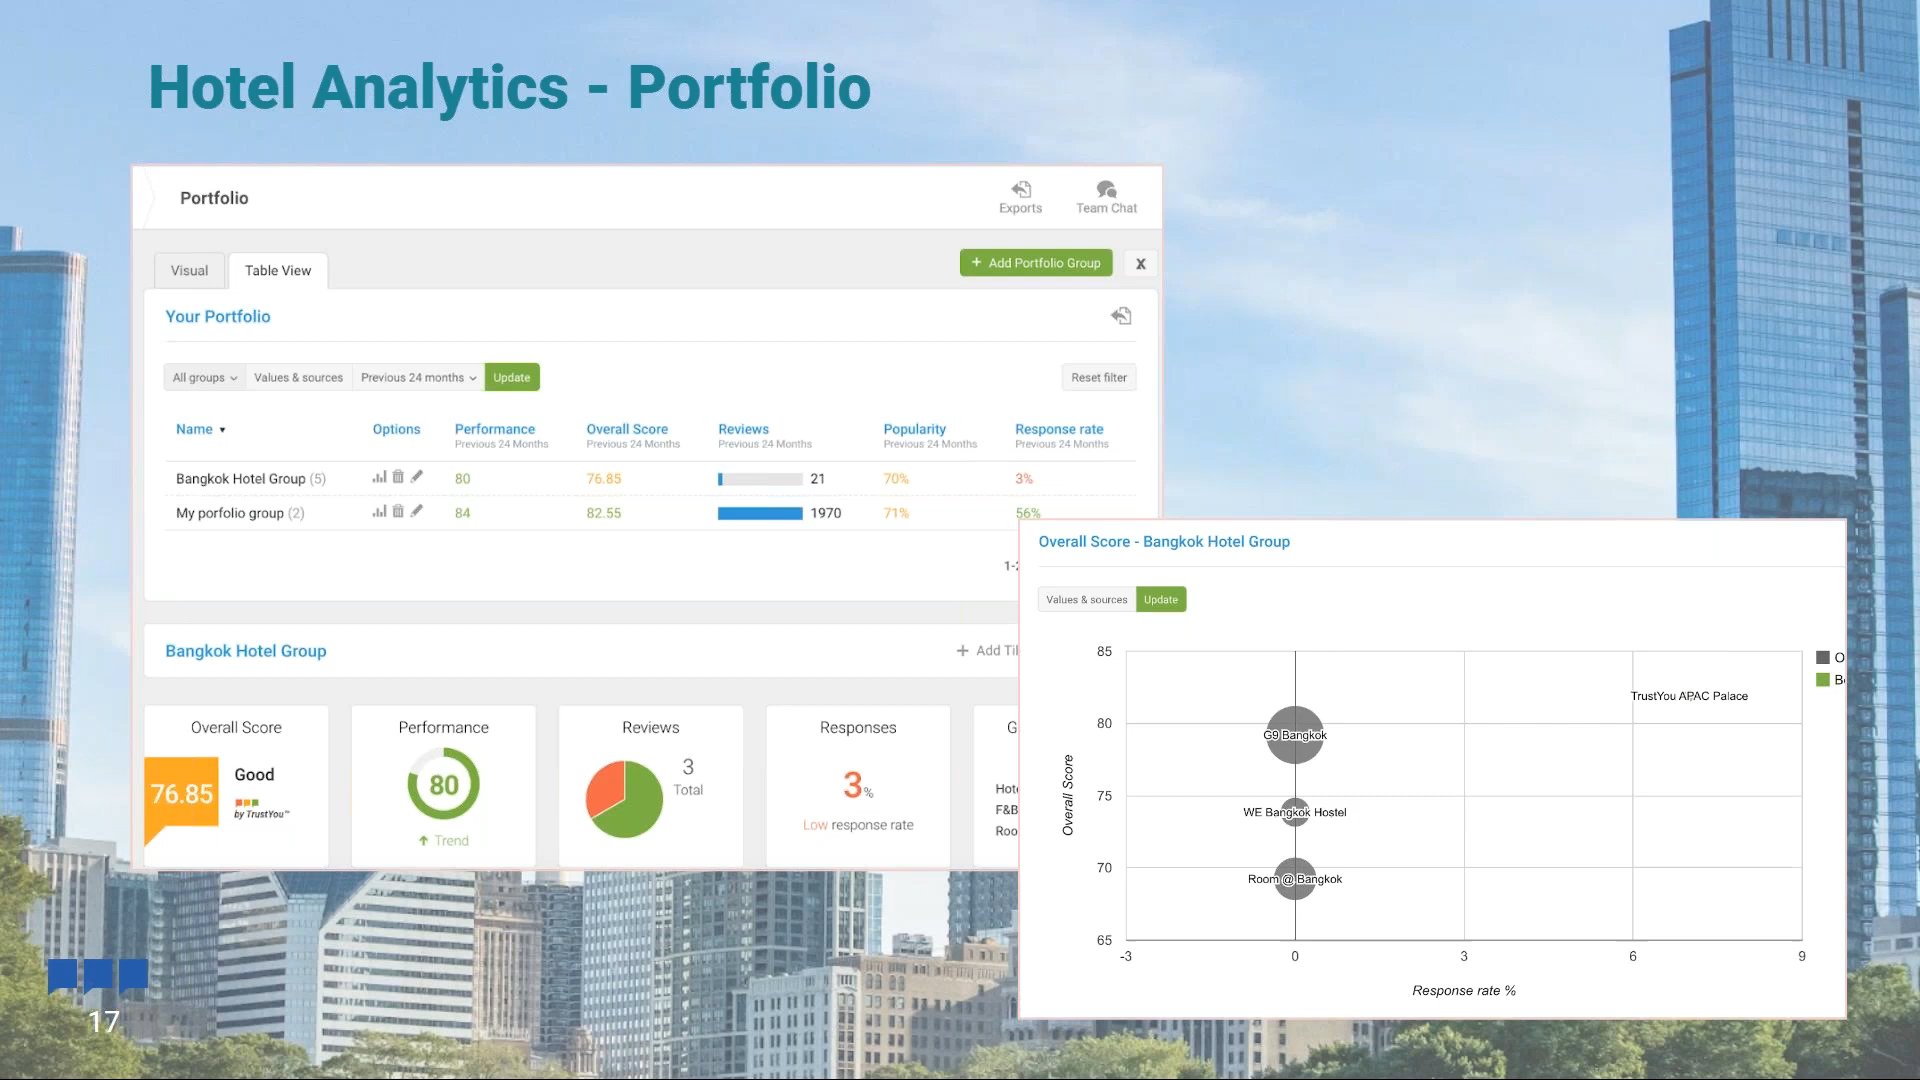 Hotel Analytics - Portfolio
Portfolio
Exports
Team Chat
Visual
Table View
+ Add Portfolio Group
X
Your Portfolio
All groups
Values & sources
Previous 24 months
Update
Reset filter
Name
Options
Performance
Previous 24 Months
Overall Score
Previous 24 Months
Reviews
Previous 24 Months
Popularity
Previous 24 Months
Response rate
Previous 24 Months
Bangkok Hotel Group (5)
80
76.85
21
70%
3%
My porfolio group (2)
84
82.55
1970
71%
56%
Bangkok Hotel Group
+ Add
Overall Score
76.85
Good
by TrustYou™
Performance
80
Trend
Reviews
3
Total
Responses
3%
Low response rate
Overall Score - Bangkok Hotel Group
Values & sources
Update
85
80
75
70
65
Overall Score
TrustYou APAC Palace
G9 Bangkok
WE Bangkok Hostel
Room @ Bangkok
-3
0
3
6
9
Response rate %
17